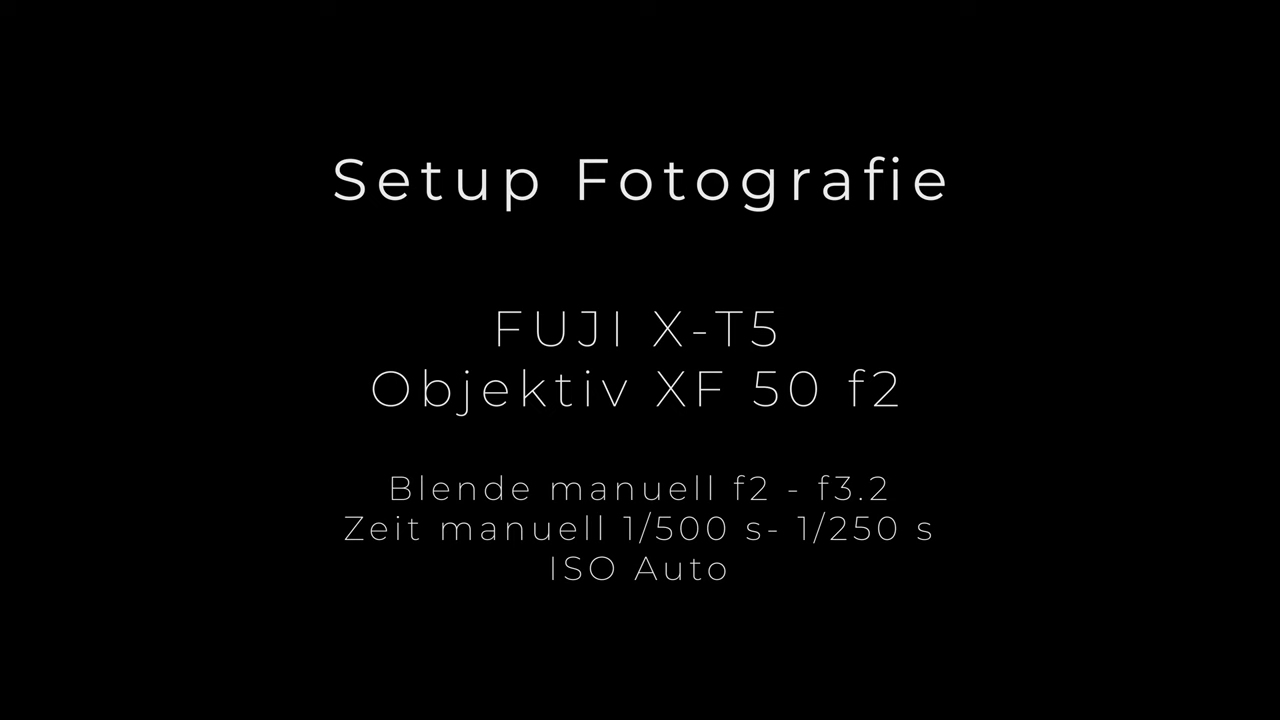 Setup Fotografie
FUJI X-T5
Objektiv XF 50 f2
Blende manuell f2 - f3.2
Zeit manuell 1/500 s- 1/250 s
ISO Auto